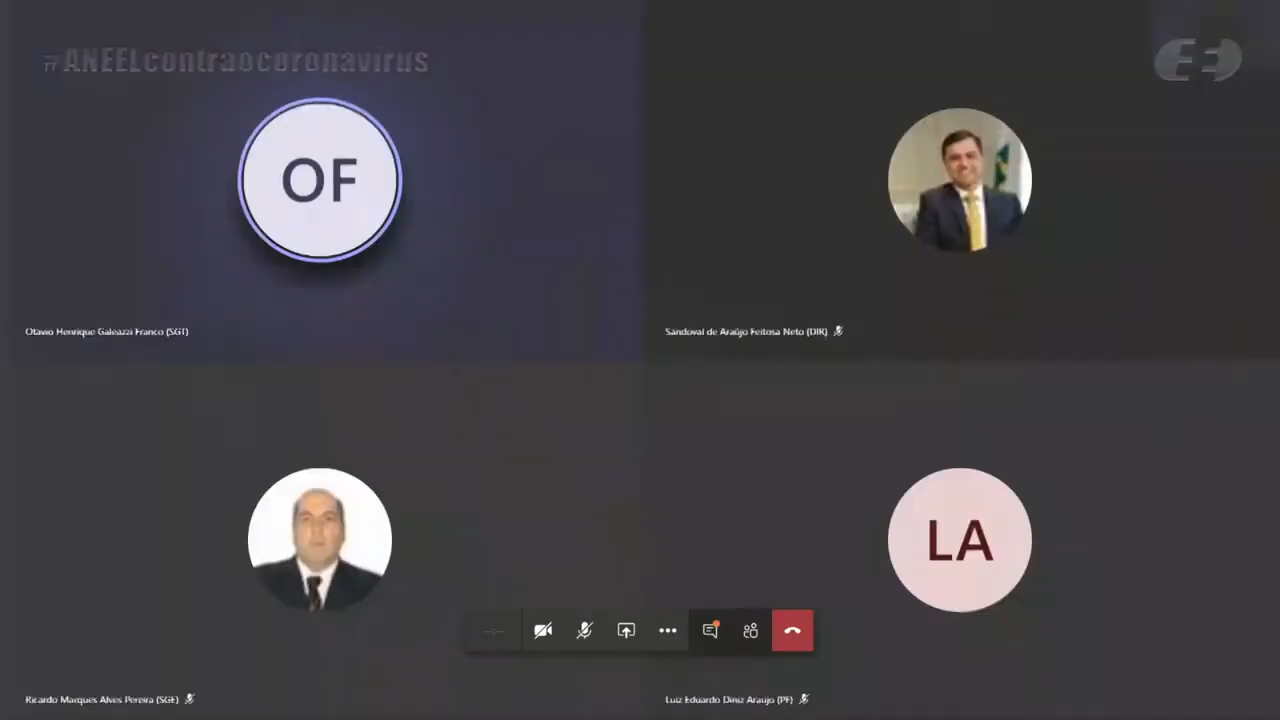 #ANEELcontraocoronavirus
OF
Otavio Henrique Galeazzi Franco (SGT)
Sandoval de Araújo Feitosa Neto (DIR)
LA
Ricardo Marques Alves Pereira (SGE)
Luiz Eduardo Diniz Araujo (PF)